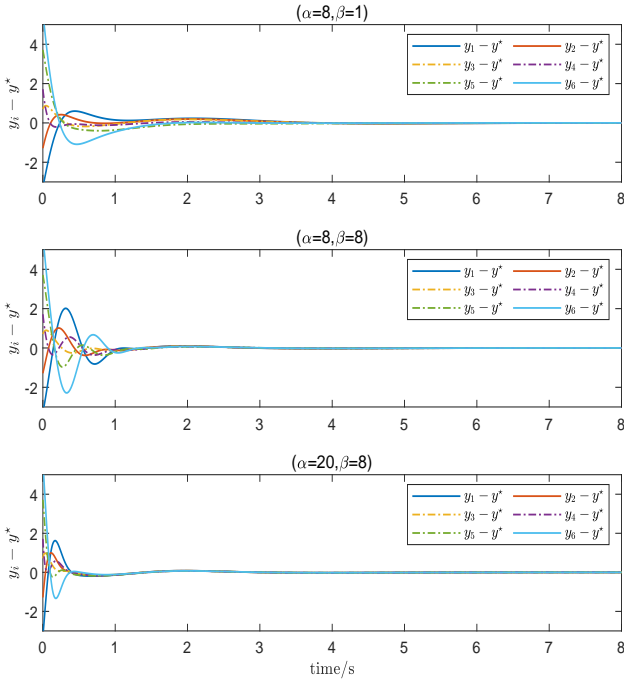 (α=8,β=1)
4
2
0
-2
y_i − y*
y_1 − y* y_2 − y*
y_3 − y* y_4 − y*
y_5 − y* y_6 − y*
0 1 2 3 4 5 6 7 8
(α=8,β=8)
4
2
0
-2
y_i − y*
y_1 − y* y_2 − y*
y_3 − y* y_4 − y*
y_5 − y* y_6 − y*
0 1 2 3 4 5 6 7 8
(α=20,β=8)
4
2
0
-2
y_i − y*
y_1 − y* y_2 − y*
y_3 − y* y_4 − y*
y_5 − y* y_6 − y*
0 1 2 3 4 5 6 7 8
time/s